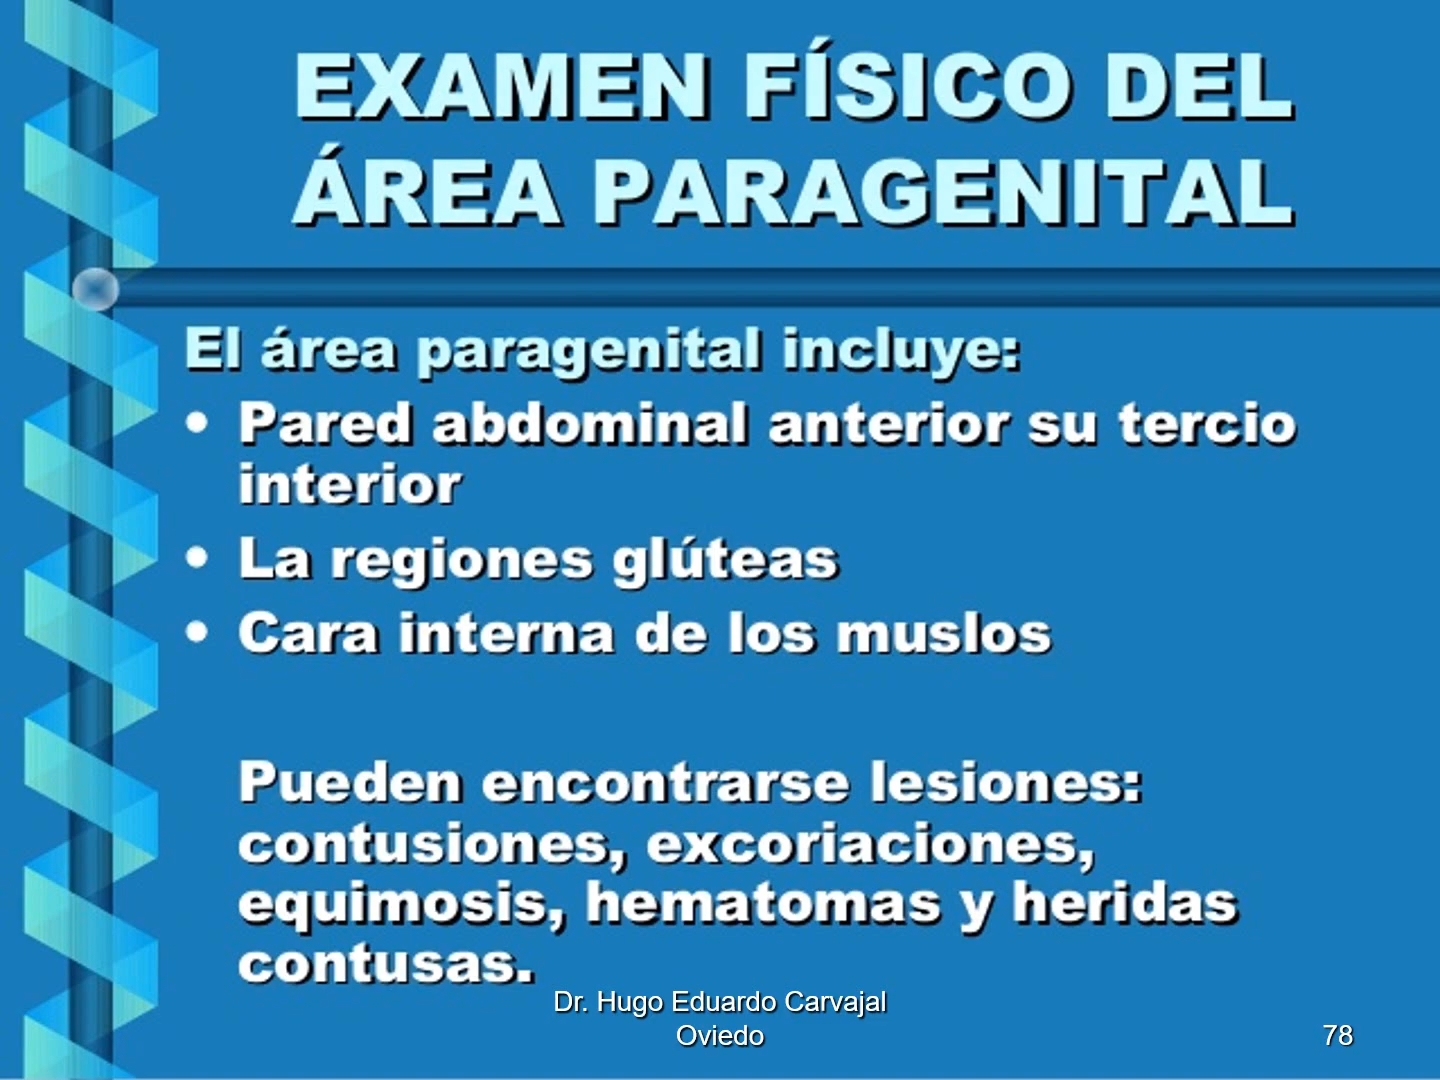 EXAMEN FÍSICO DEL
ÁREA PARAGENITAL
El área paragenital incluye:
• Pared abdominal anterior su tercio
interior
• La regiones glúteas
• Cara interna de los muslos
Pueden encontrarse lesiones:
contusiones, excoriaciones,
equimosis, hematomas y heridas
contusas.
Dr. Hugo Eduardo Carvajal
Oviedo
78